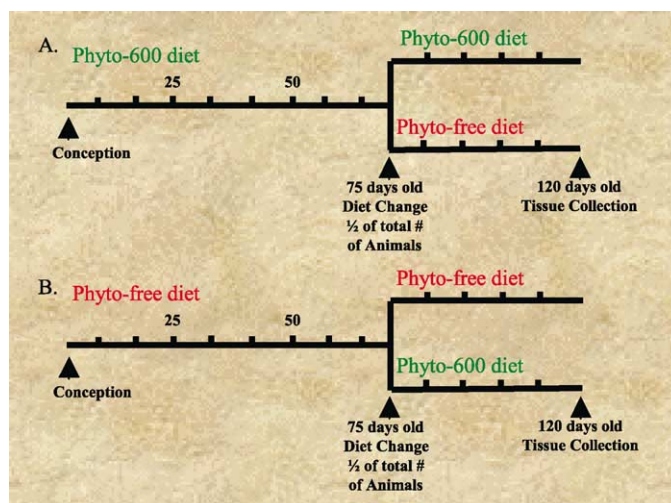 A.
Phyto-600 diet
Phyto-600 diet
25
50
Phyto-free diet
Conception
75 days old
Diet Change
½ of total #
of Animals
120 days old
Tissue Collection
B.
Phyto-free diet
Phyto-free diet
25
50
Phyto-600 diet
Conception
75 days old
Diet Change
½ of total #
of Animals
120 days old
Tissue Collection